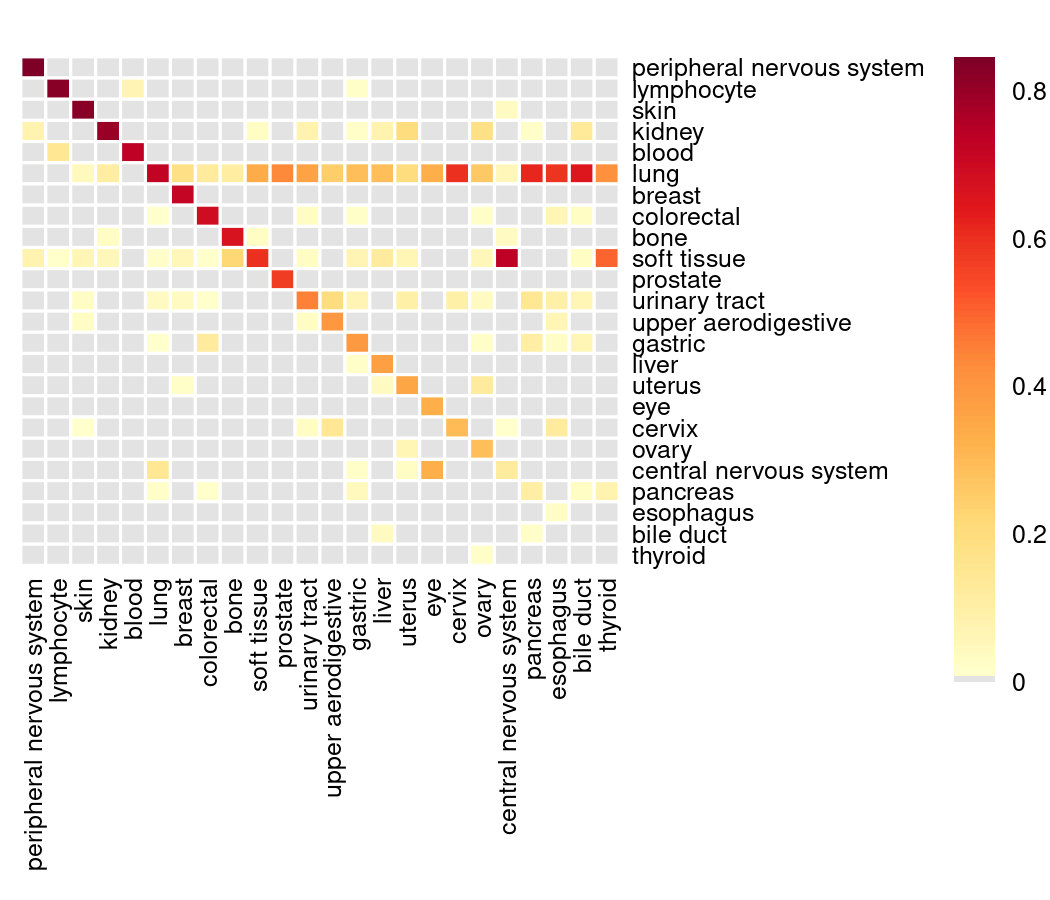 peripheral nervous system
lymphocyte
skin
kidney
blood
lung
breast
colorectal
bone
soft tissue
prostate
urinary tract
upper aerodigestive
gastric
liver
uterus
eye
cervix
ovary
central nervous system
pancreas
esophagus
bile duct
thyroid
0.8
0.6
0.4
0.2
0
peripheral nervous system
lymphocyte
skin
kidney
blood
lung
breast
colorectal
bone
soft tissue
prostate
urinary tract
upper aerodigestive
gastric
liver
uterus
eye
cervix
ovary
central nervous system
pancreas
esophagus
bile duct
thyroid